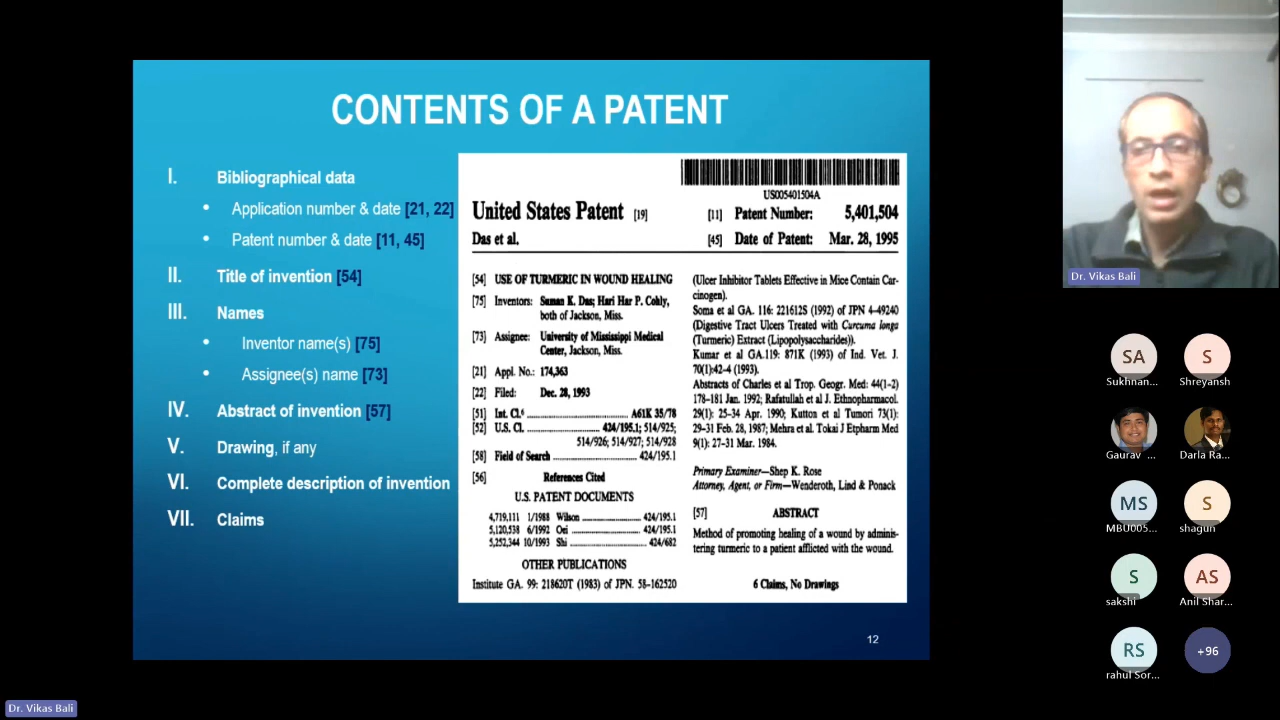 CONTENTS OF A PATENT
I. Bibliographical data
• Application number & date [21, 22]
• Patent number & date [11, 45]
II. Title of invention [54]
III. Names
• Inventor name(s) [75]
• Assignee(s) name [73]
IV. Abstract of invention [57]
V. Drawing, if any
VI. Complete description of invention
VII. Claims
US005401504A
United States Patent [19]
Das et al.
[11] Patent Number: 5,401,504
[45] Date of Patent: Mar. 28, 1995
[54] USE OF TURMERIC IN WOUND HEALING
[75] Inventors: Suman K. Das; Hari Har P. Cohly,
both of Jackson, Miss.
[73] Assignee: University of Mississippi Medical
Center, Jackson, Miss.
[21] Appl. No.: 174,363
[22] Filed: Dec. 28, 1993
[51] Int. Cl.⁶ ........................ A61K 35/78
[52] U.S. Cl. ........................ 424/195.1; 514/925;
514/926; 514/927; 514/928
[58] Field of Search ........................ 424/195.1
[56] References Cited
U.S. PATENT DOCUMENTS
4,719,111 1/1988 Wilson ........................ 424/195.1
5,120,538 6/1992 Oei ........................ 424/195.1
5,252,344 10/1993 Shi ........................ 424/682
OTHER PUBLICATIONS
Institute GA. 99: 218620T (1983) of JPN. 58-162520
(Ulcer Inhibitor Tablets Effective in Mice Contain Car-
cinogen).
Soma et al GA. 116: 221612S (1992) of JPN 4-49240
(Digestive Tract Ulcers Treated with Curcuma longa
(Turmeric) Extract (Lipopolysaccharides)).
Kumar et al GA.119: 871K (1993) of Ind. Vet. J.
70(1):42-4 (1993).
Abstracts of Charles et al Trop. Geogr. Med: 44(1-2)
178-181 Jan. 1992; Rafatullah et al J. Ethnopharmacol.
29(1): 25-34 Apr. 1990; Kutton et al Tumori 73(1):
29-31 Feb. 28, 1987; Mehra et al. Tokai J Etpharm Med
9(1): 27-31 Mar. 1984.
Primary Examiner—Shep K. Rose
Attorney, Agent, or Firm—Wenderoth, Lind & Ponack
[57] ABSTRACT
Method of promoting healing of a wound by adminis-
tering turmeric to a patient afflicted with the wound.
6 Claims, No Drawings
12
Dr. Vikas Bali
SA
Sukhnan...
S
Shreyansh
Gaurav ...
Darla Ra...
MS
MBU005...
S
shagun
S
sakshi
AS
Anil Shar...
RS
rahul Sor...
+96
Dr. Vikas Bali